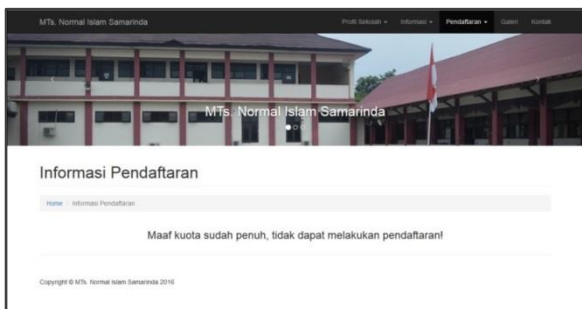 MTs. Normal Islam Samarinda
Profil Sekolah
Informasi
Pendaftaran
Galeri
Kontak
MTs. Normal Islam Samarinda
Informasi Pendaftaran
Home / Informasi Pendaftaran
Maaf kuota sudah penuh, tidak dapat melakukan pendaftaran!
Copyright © MTs. Normal Islam Samarinda 2016